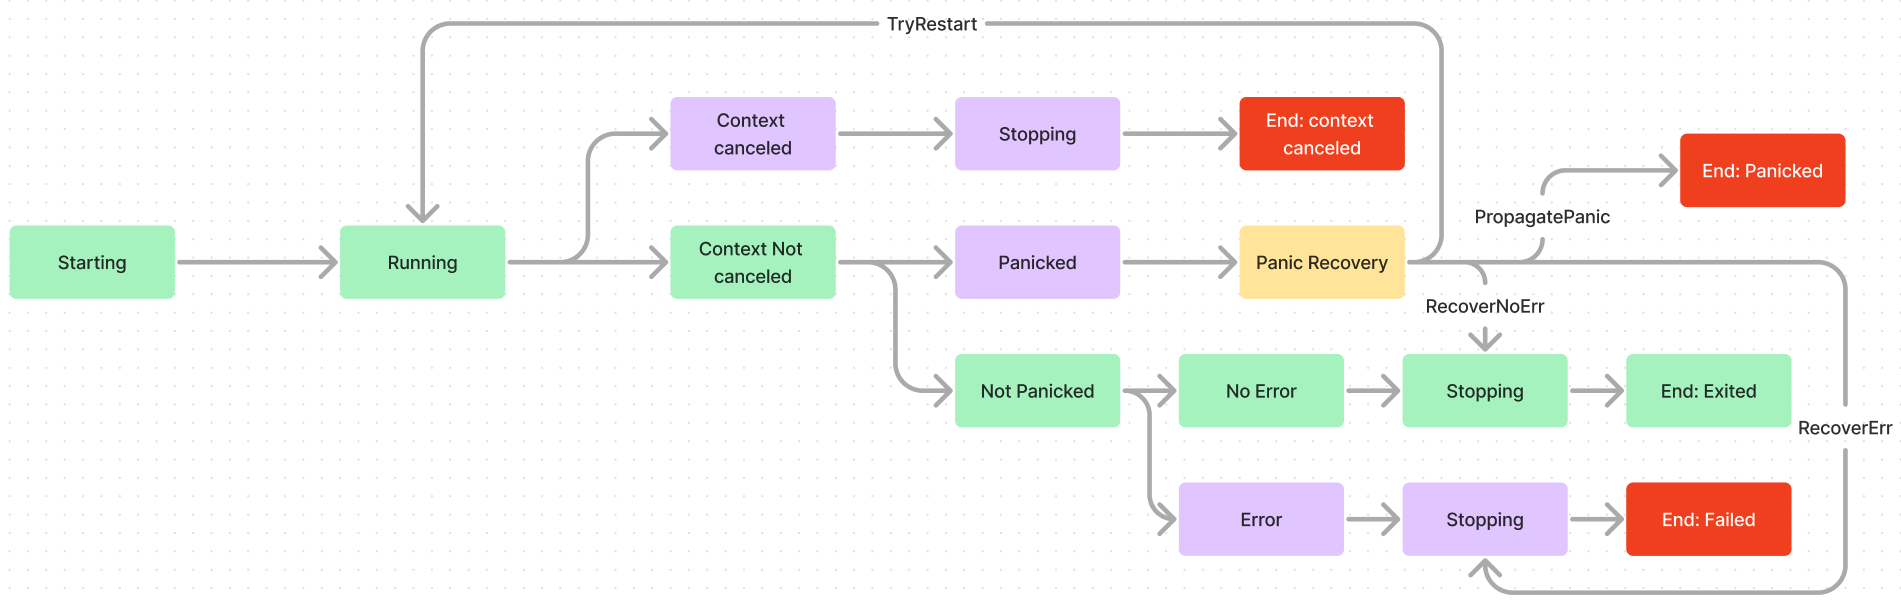 TryRestart
Context
canceled
Stopping
End: context
canceled
End: Panicked
PropagatePanic
Starting
Running
Context Not
canceled
Panicked
Panic Recovery
RecoverNoErr
Not Panicked
No Error
Stopping
End: Exited
RecoverErr
Error
Stopping
End: Failed